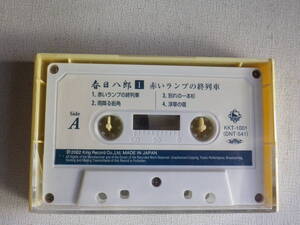 春日八郎 1 赤いランプの終列車
1. 赤いランプの終列車
2. 雨降る街角
3. 別れの一本杉
4. 浮草の宿
Side
A
KKT-1001
(DNT-541)
Ⓟ2002 King Record Co., Ltd. MADE IN JAPAN